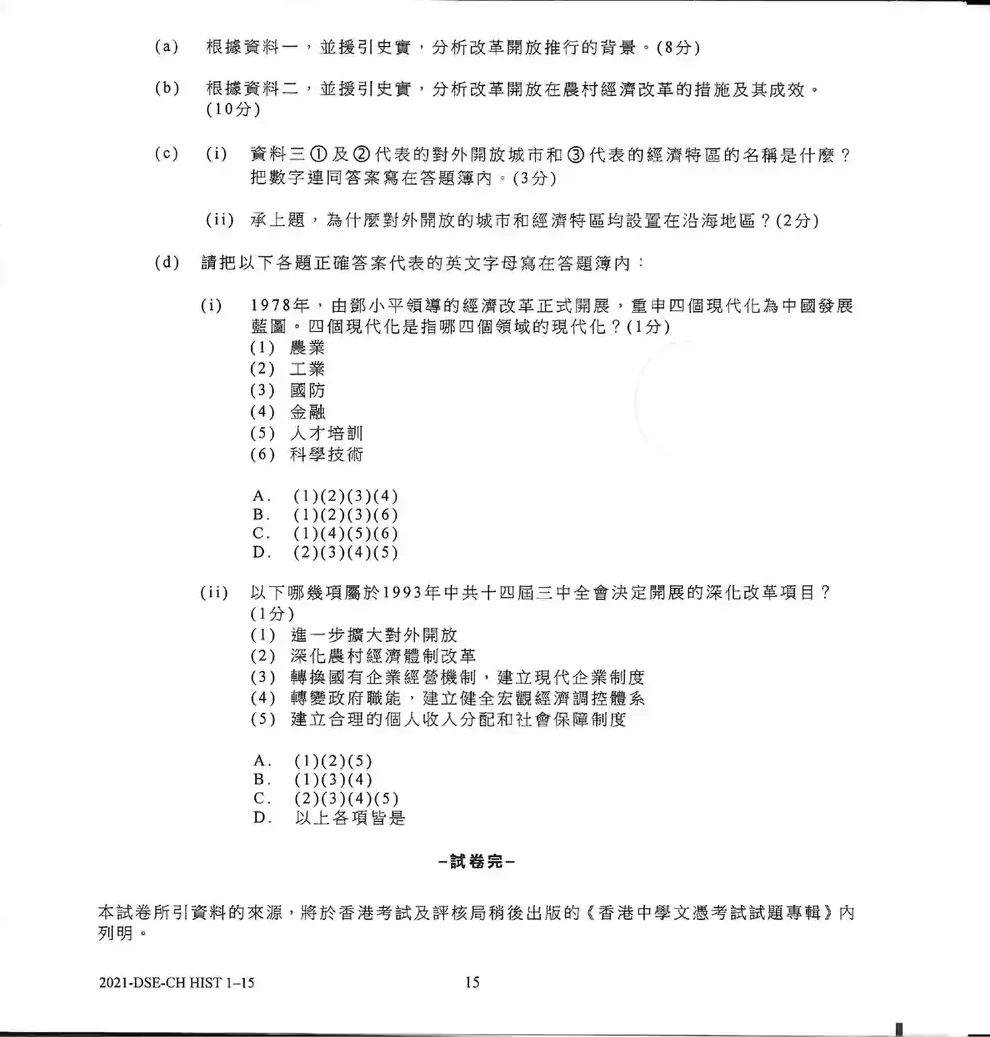 (a) 根據資料一，並援引史實，分析改革開放推行的背景。(8分)
(b) 根據資料二，並援引史實，分析改革開放在農村經濟改革的措施及其成效。
(10分)
(c) (i) 資料三①及②代表的對外開放城市和③代表的經濟特區的名稱是什麼？
把數字連同答案寫在答題簿內。(3分)
(ii) 承上題，為什麼對外開放的城市和經濟特區均設置在沿海地區？(2分)
(d) 請把以下各題正確答案代表的英文字母寫在答題簿內：
(i) 1978年，由鄧小平領導的經濟改革正式開展，重申四個現代化為中國發展
藍圖。四個現代化是指哪四個領域的現代化？(1分)
(1) 農業
(2) 工業
(3) 國防
(4) 金融
(5) 人才培訓
(6) 科學技術
A. (1)(2)(3)(4)
B. (1)(2)(3)(6)
C. (1)(4)(5)(6)
D. (2)(3)(4)(5)
(ii) 以下哪幾項屬於1993年中共十四屆三中全會決定開展的深化改革項目？
(1分)
(1) 進一步擴大對外開放
(2) 深化農村經濟體制改革
(3) 轉換國有企業經營機制，建立現代企業制度
(4) 轉變政府職能，建立健全宏觀經濟調控體系
(5) 建立合理的個人收入分配和社會保障制度
A. (1)(2)(5)
B. (1)(3)(4)
C. (2)(3)(4)(5)
D. 以上各項皆是
–試卷完–
本試卷所引資料的來源，將於香港考試及評核局稍後出版的《香港中學文憑考試試題專輯》內
列明。
2021-DSE-CH HIST 1–15 15